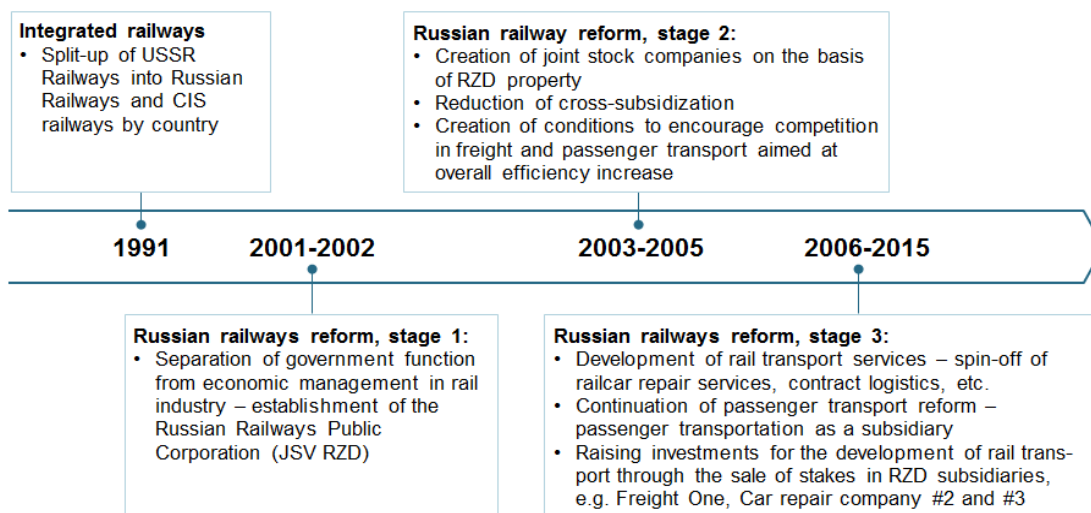 Integrated railways
• Split-up of USSR
Railways into Russian
Railways and CIS
railways by country
Russian railway reform, stage 2:
• Creation of joint stock companies on the basis
of RZD property
• Reduction of cross-subsidization
• Creation of conditions to encourage competition
in freight and passenger transport aimed at
overall efficiency increase
1991
2001-2002
2003-2005
2006-2015
Russian railways reform, stage 1:
• Separation of government function
from economic management in rail
industry – establishment of the
Russian Railways Public
Corporation (JSV RZD)
Russian railways reform, stage 3:
• Development of rail transport services – spin-off of
railcar repair services, contract logistics, etc.
• Continuation of passenger transport reform –
passenger transportation as a subsidiary
• Raising investments for the development of rail trans-
port through the sale of stakes in RZD subsidiaries,
e.g. Freight One, Car repair company #2 and #3